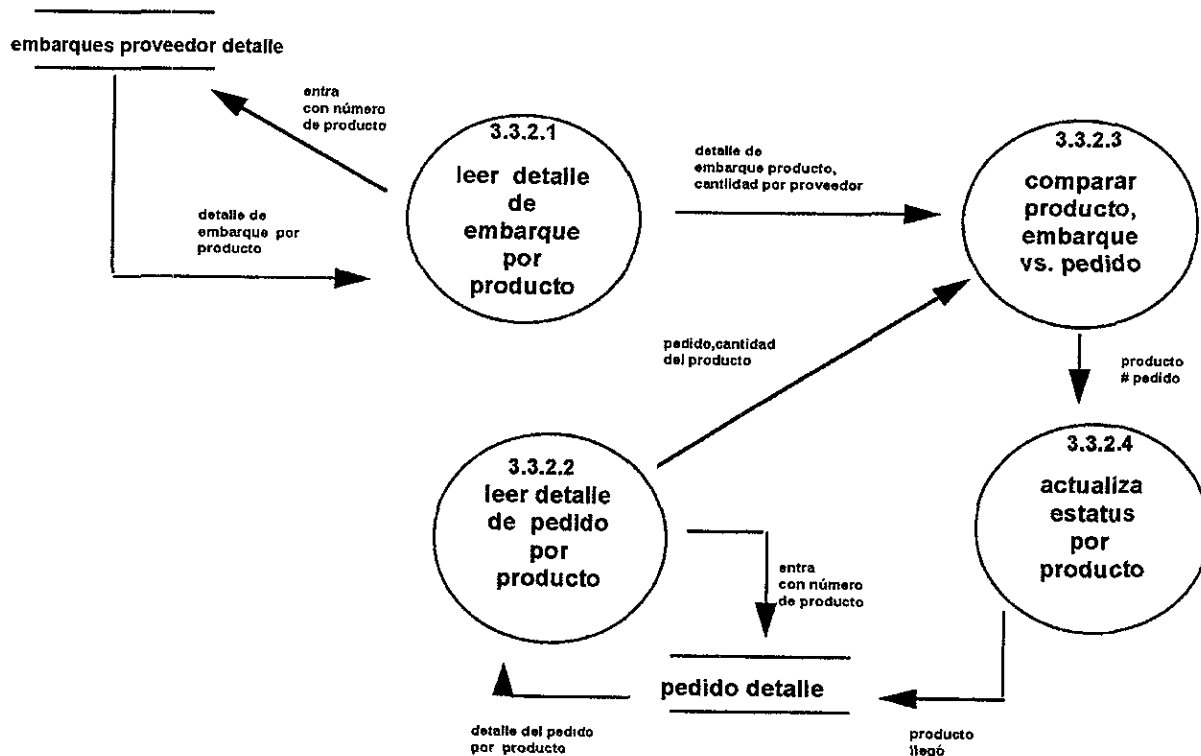 embarques proveedor detalle
entra
con número
de producto
detalle de
embarque por
producto
3.3.2.1
leer detalle
de
embarque
por
producto
detalle de
embarque producto,
cantidad por proveedor
3.3.2.3
comparar
producto,
embarque
vs. pedido
pedido,cantidad
del producto
producto
# pedido
3.3.2.2
leer detalle
de pedido
por
producto
3.3.2.4
actualiza
estatus
por
producto
entra
con número
de producto
pedido detalle
detalle del pedido
por producto
producto
llegó